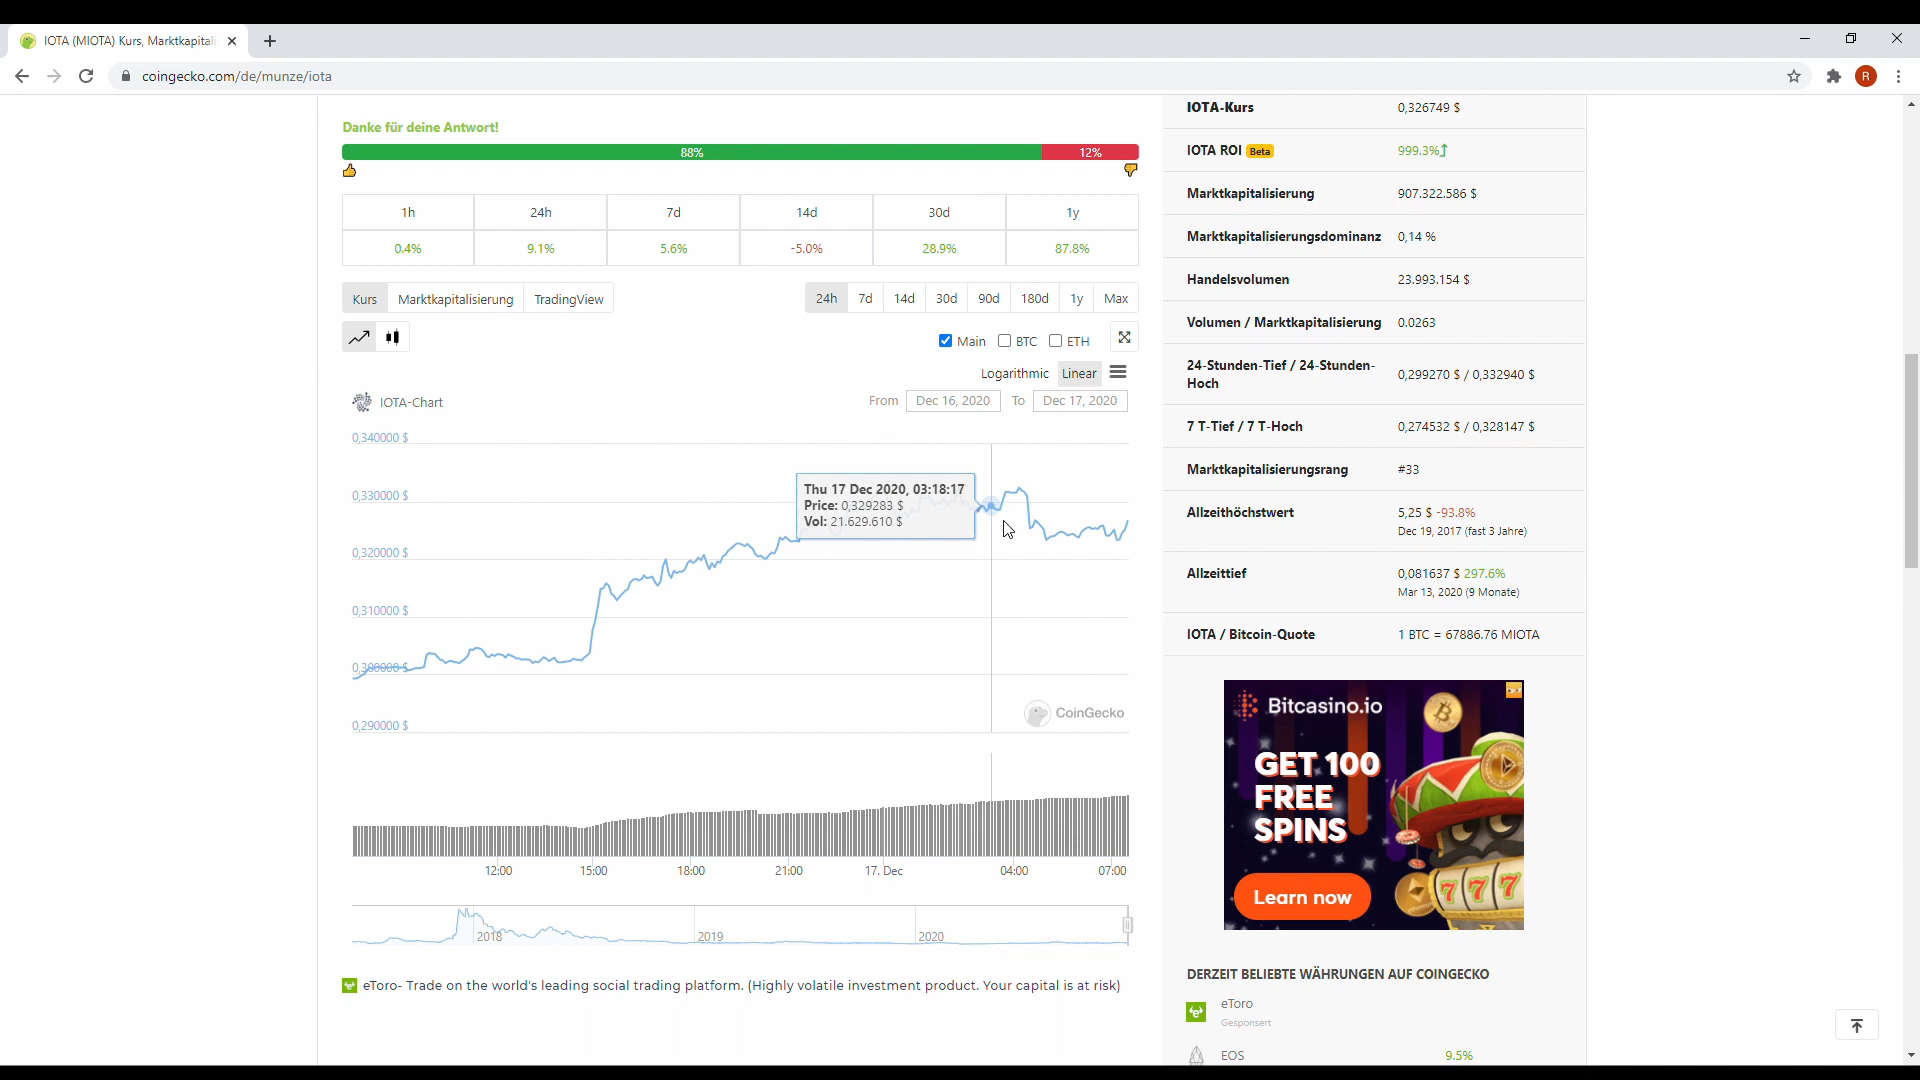 IOTA (MIOTA) Kurs, Marktkapitali
coingecko.com/de/munze/iota
R
Danke für deine Antwort!
88% 12%
1h 24h 7d 14d 30d 1y
0.4% 9.1% 5.6% -5.0% 28.9% 87.8%
Kurs Marktkapitalisierung TradingView 24h 7d 14d 30d 90d 180d 1y Max
Main BTC ETH
Logarithmic Linear
IOTA-Chart From Dec 16, 2020 To Dec 17, 2020
0,340000 $
0,330000 $
0,320000 $
0,310000 $
0,300000 $
0,290000 $
Thu 17 Dec 2020, 03:18:17
Price: 0,329283 $
Vol: 21.629.610 $
CoinGecko
12:00 15:00 18:00 21:00 17. Dec 04:00 07:00
2018 2019 2020
eToro- Trade on the world's leading social trading platform. (Highly volatile investment product. Your capital is at risk)
IOTA-Kurs 0,326749 $
IOTA ROI Beta 999.3%
Marktkapitalisierung 907.322.586 $
Marktkapitalisierungsdominanz 0,14 %
Handelsvolumen 23.993.154 $
Volumen / Marktkapitalisierung 0.0263
24-Stunden-Tief / 24-Stunden-
Hoch 0,299270 $ / 0,332940 $
7 T-Tief / 7 T-Hoch 0,274532 $ / 0,328147 $
Marktkapitalisierungsrang #33
Allzeithöchstwert 5,25 $ -93.8%
Dec 19, 2017 (fast 3 Jahre)
Allzeittief 0,081637 $ 297.6%
Mar 13, 2020 (9 Monate)
IOTA / Bitcoin-Quote 1 BTC = 67886.76 MIOTA
Bitcasino.io
GET 100
FREE
SPINS
Learn now
777
DERZEIT BELIEBTE WÄHRUNGEN AUF COINGECKO
eToro
Gesponsert
EOS 9.5%